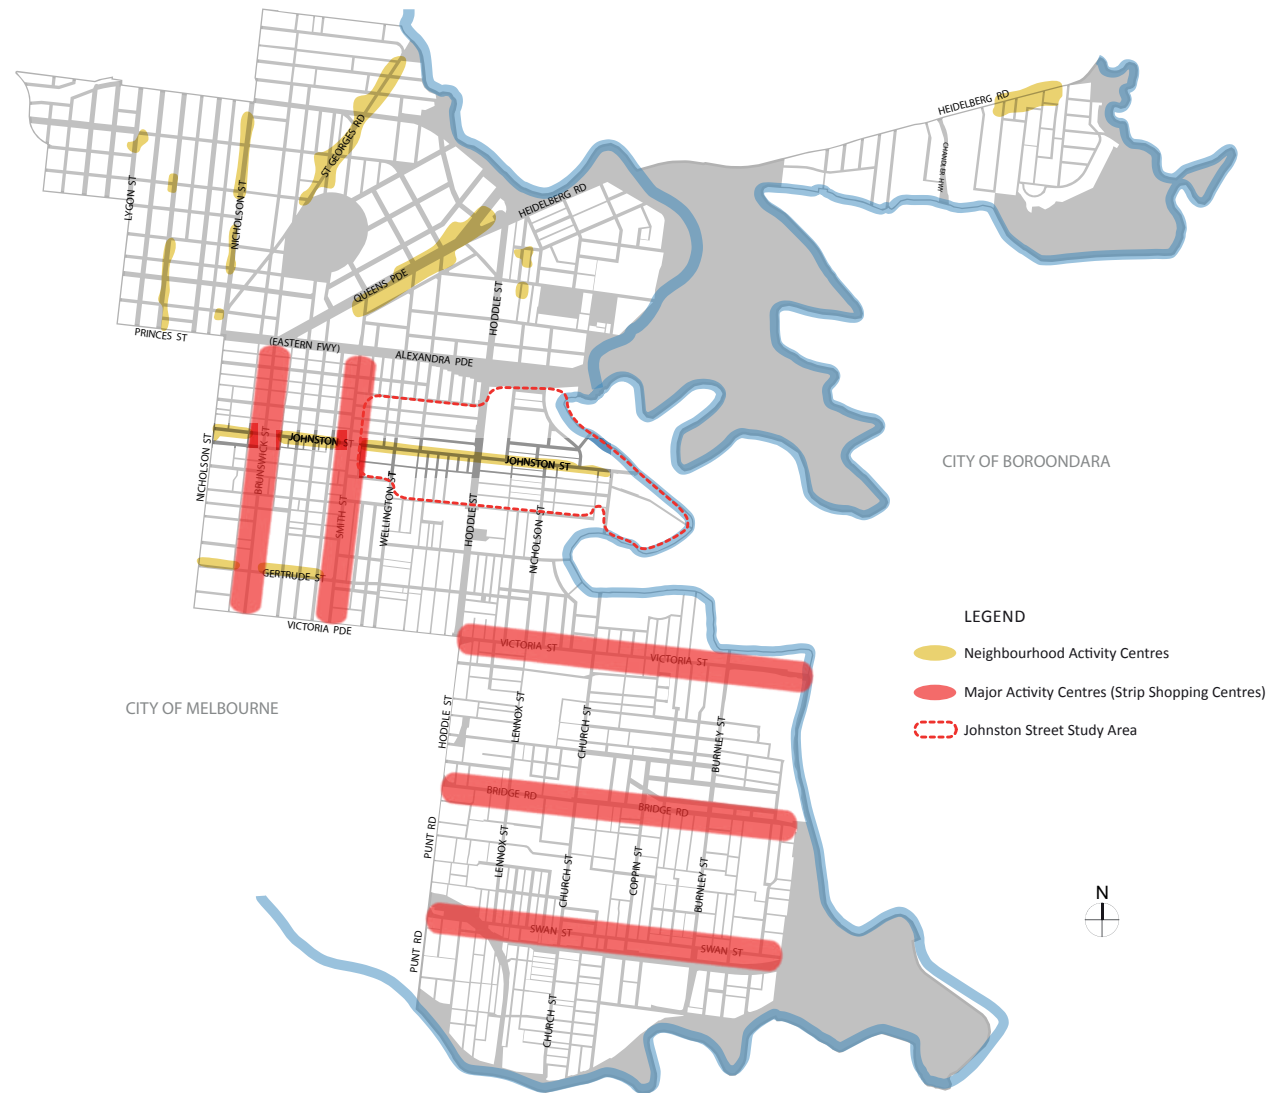 HEIDELBERG RD
CHANDLER HWY
ST GEORGES RD
LYGON ST
NICHOLSON ST
HEIDELBERG RD
QUEENS PDE
HODDLE ST
PRINCES ST
(EASTERN FWY)
ALEXANDRA PDE
NICHOLSON ST
BRUNSWICK ST
JOHNSTON ST
JOHNSTON ST
SMITH ST
WELLINGTON ST
HODDLE ST
NICHOLSON ST
CITY OF BOROONDARA
GERTRUDE ST
VICTORIA PDE
VICTORIA ST
VICTORIA ST
LEGEND
Neighbourhood Activity Centres
Major Activity Centres (Strip Shopping Centres)
Johnston Street Study Area
CITY OF MELBOURNE
HODDLE ST
LENNOX ST
CHURCH ST
BURNLEY ST
BRIDGE RD
BRIDGE RD
PUNT RD
LENNOX ST
CHURCH ST
COPPIN ST
BURNLEY ST
N
SWAN ST
SWAN ST
PUNT RD
CHURCH ST